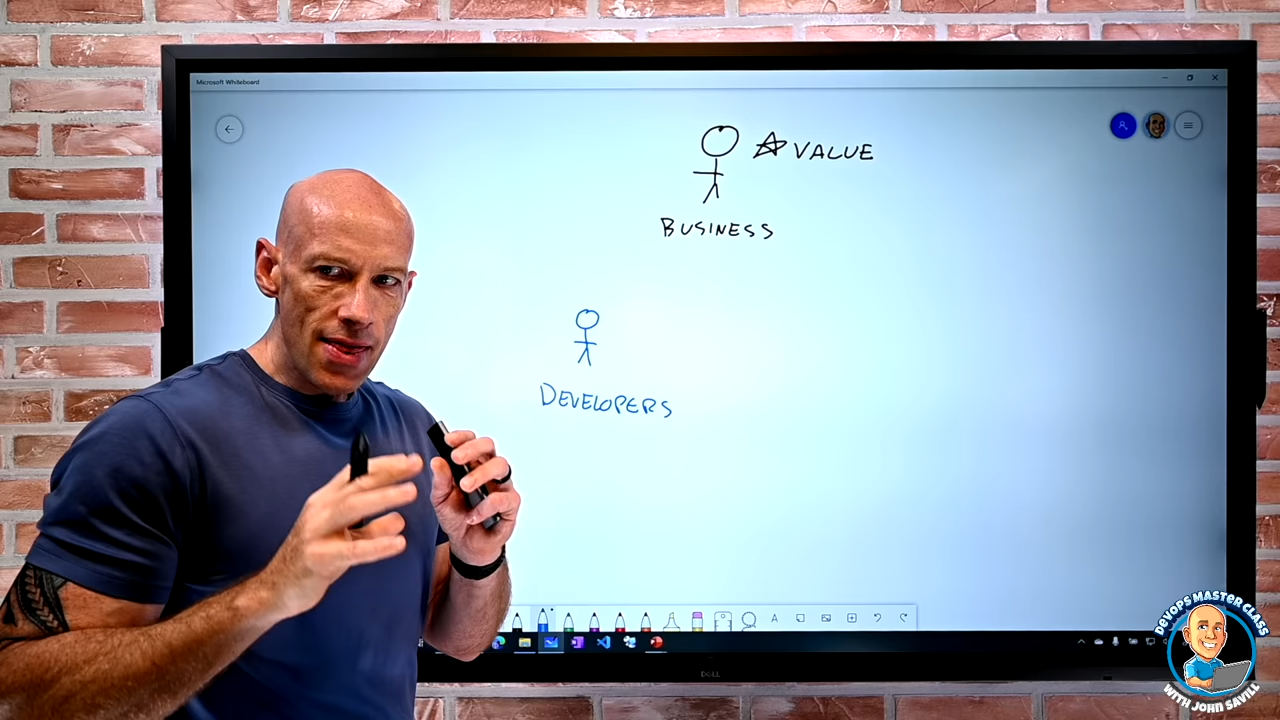 Microsoft Whiteboard
VALUE
BUSINESS
DEVELOPERS
A
DELL
DEVOPS MASTER CLASS
WITH JOHN SAVILL